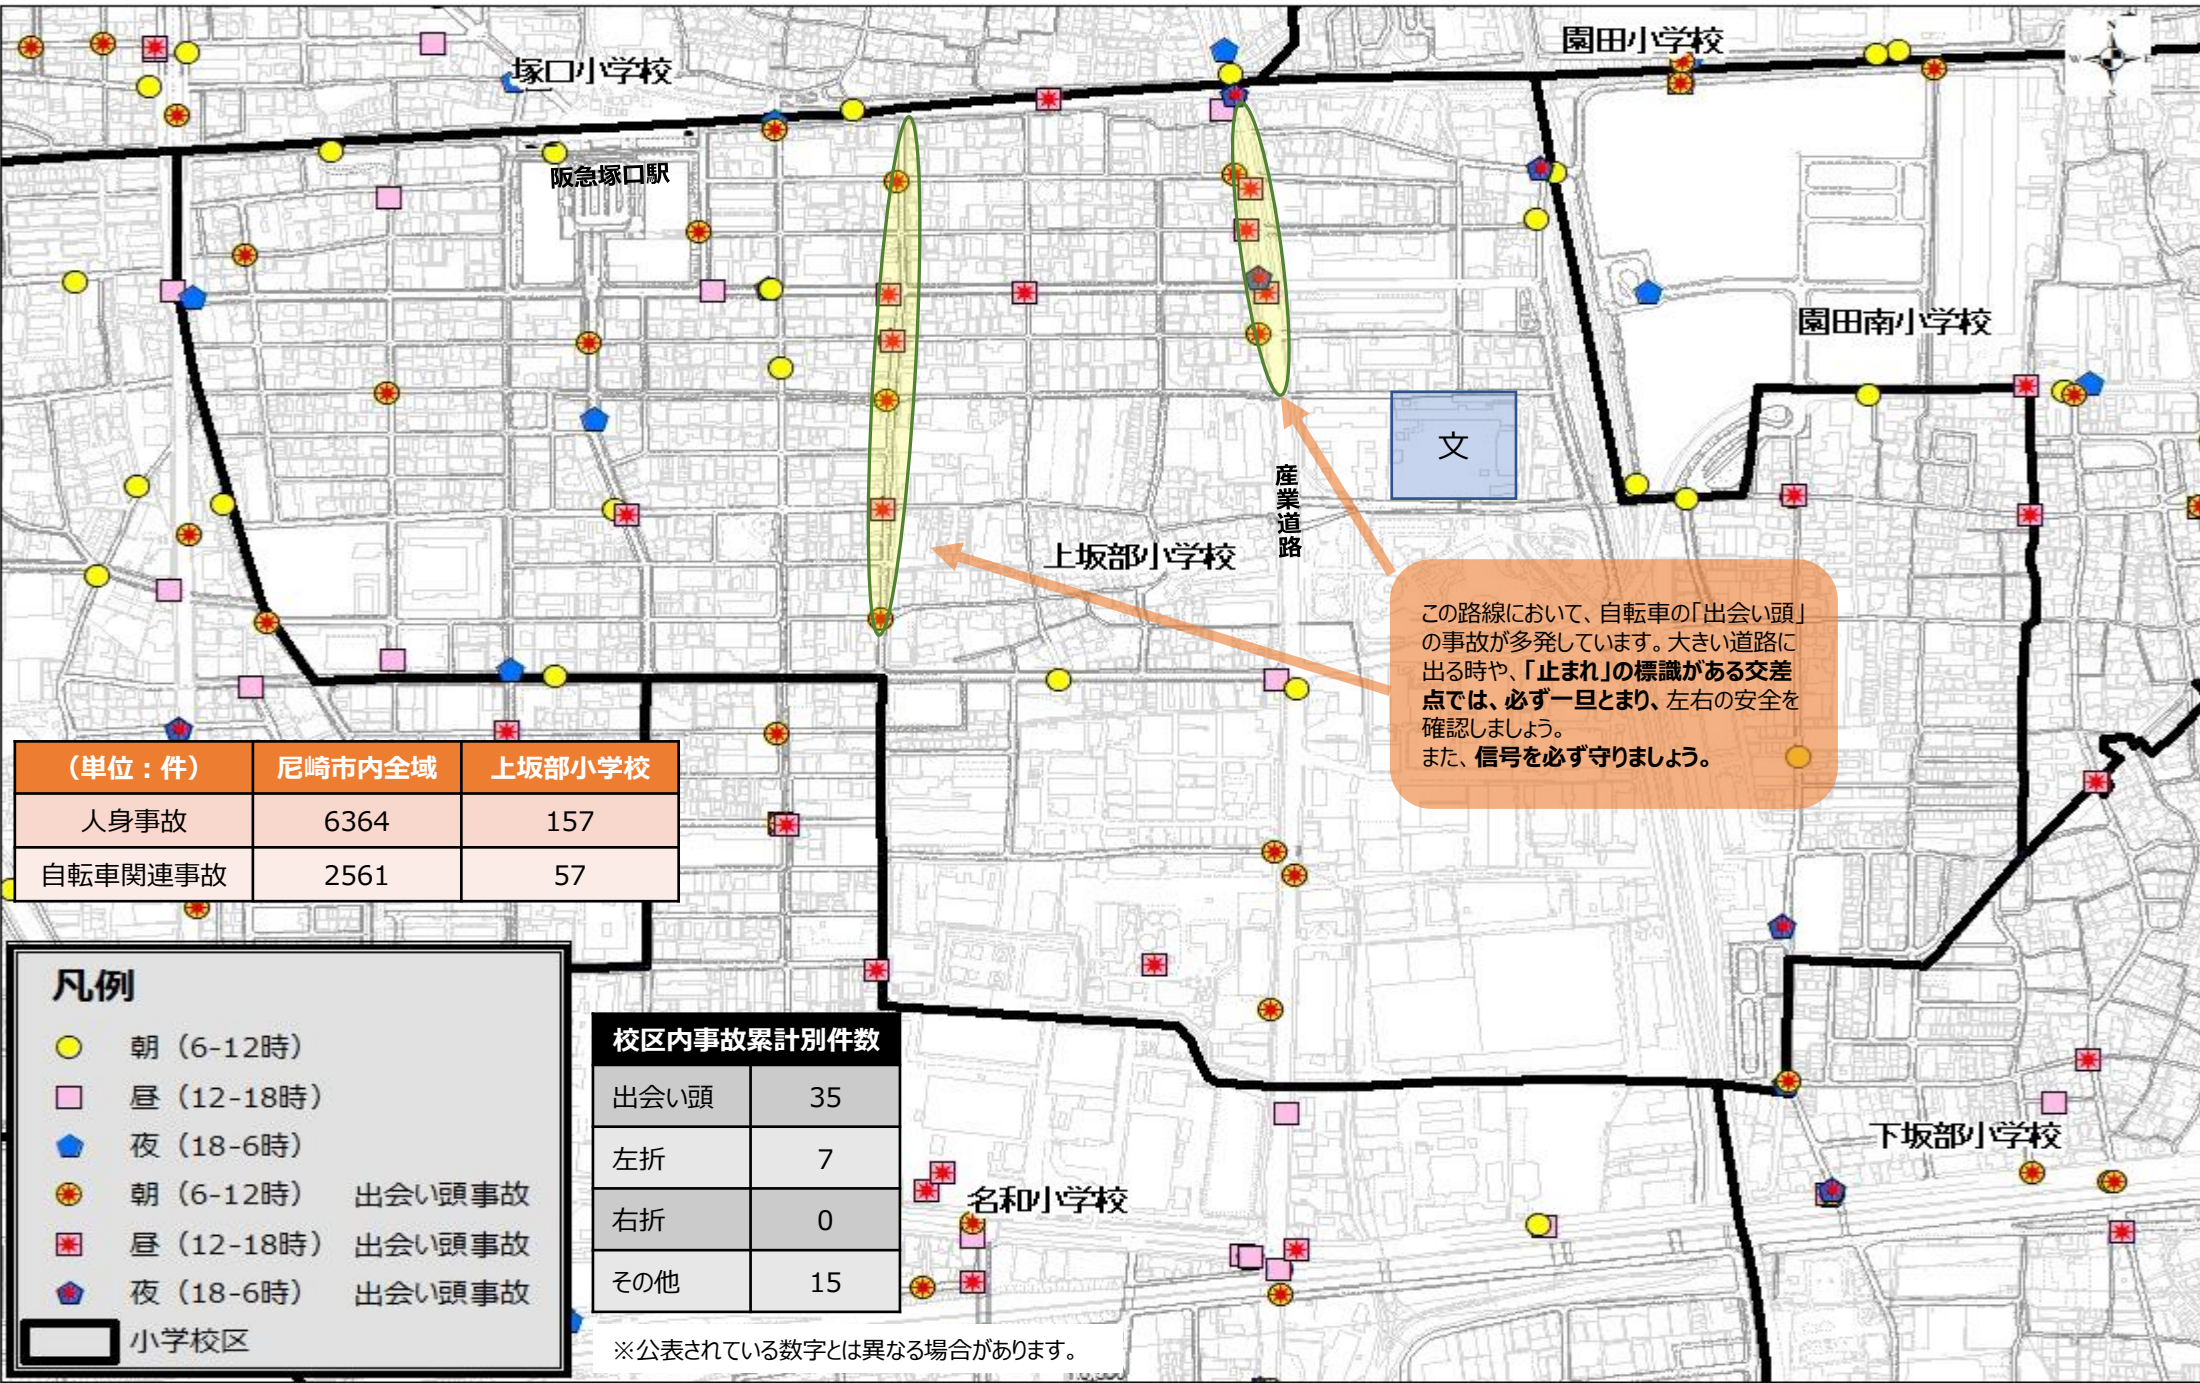 園田小学校
塚口小学校
阪急塚口駅
園田南小学校
文
産業道路
上坂部小学校
この路線において、自転車の「出会い頭」
の事故が多発しています。大きい道路に
出る時や、「止まれ」の標識がある交差
点では、必ず一旦とまり、左右の安全を
確認しましょう。
また、信号を必ず守りましょう。
（単位：件） 尼崎市内全域 上坂部小学校
人身事故 6364 157
自転車関連事故 2561 57
凡例
朝（6-12時）
昼（12-18時）
夜（18-6時）
朝（6-12時） 出会い頭事故
昼（12-18時） 出会い頭事故
夜（18-6時） 出会い頭事故
小学校区
校区内事故累計別件数
出会い頭 35
左折 7
右折 0
その他 15
※公表されている数字とは異なる場合があります。
名和小学校
下坂部小学校
N
W
E
S